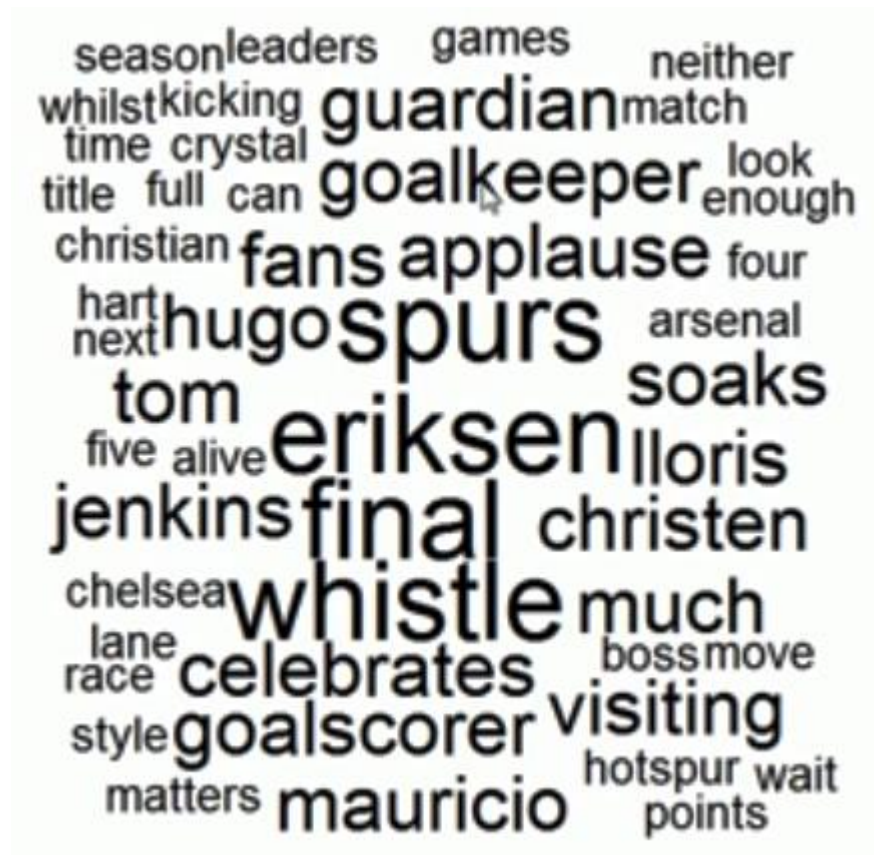 season leaders games neither
whilst kicking guardian match
time crystal
title full can goalkeeper look
enough
christian fans applause four
hart hugo spurs arsenal
next
tom soaks
five alive eriksen lloris
jenkins final christen
chelsea whistle much
lane boss move
race celebrates
style goalscorer visiting
hotspur wait
matters mauricio points